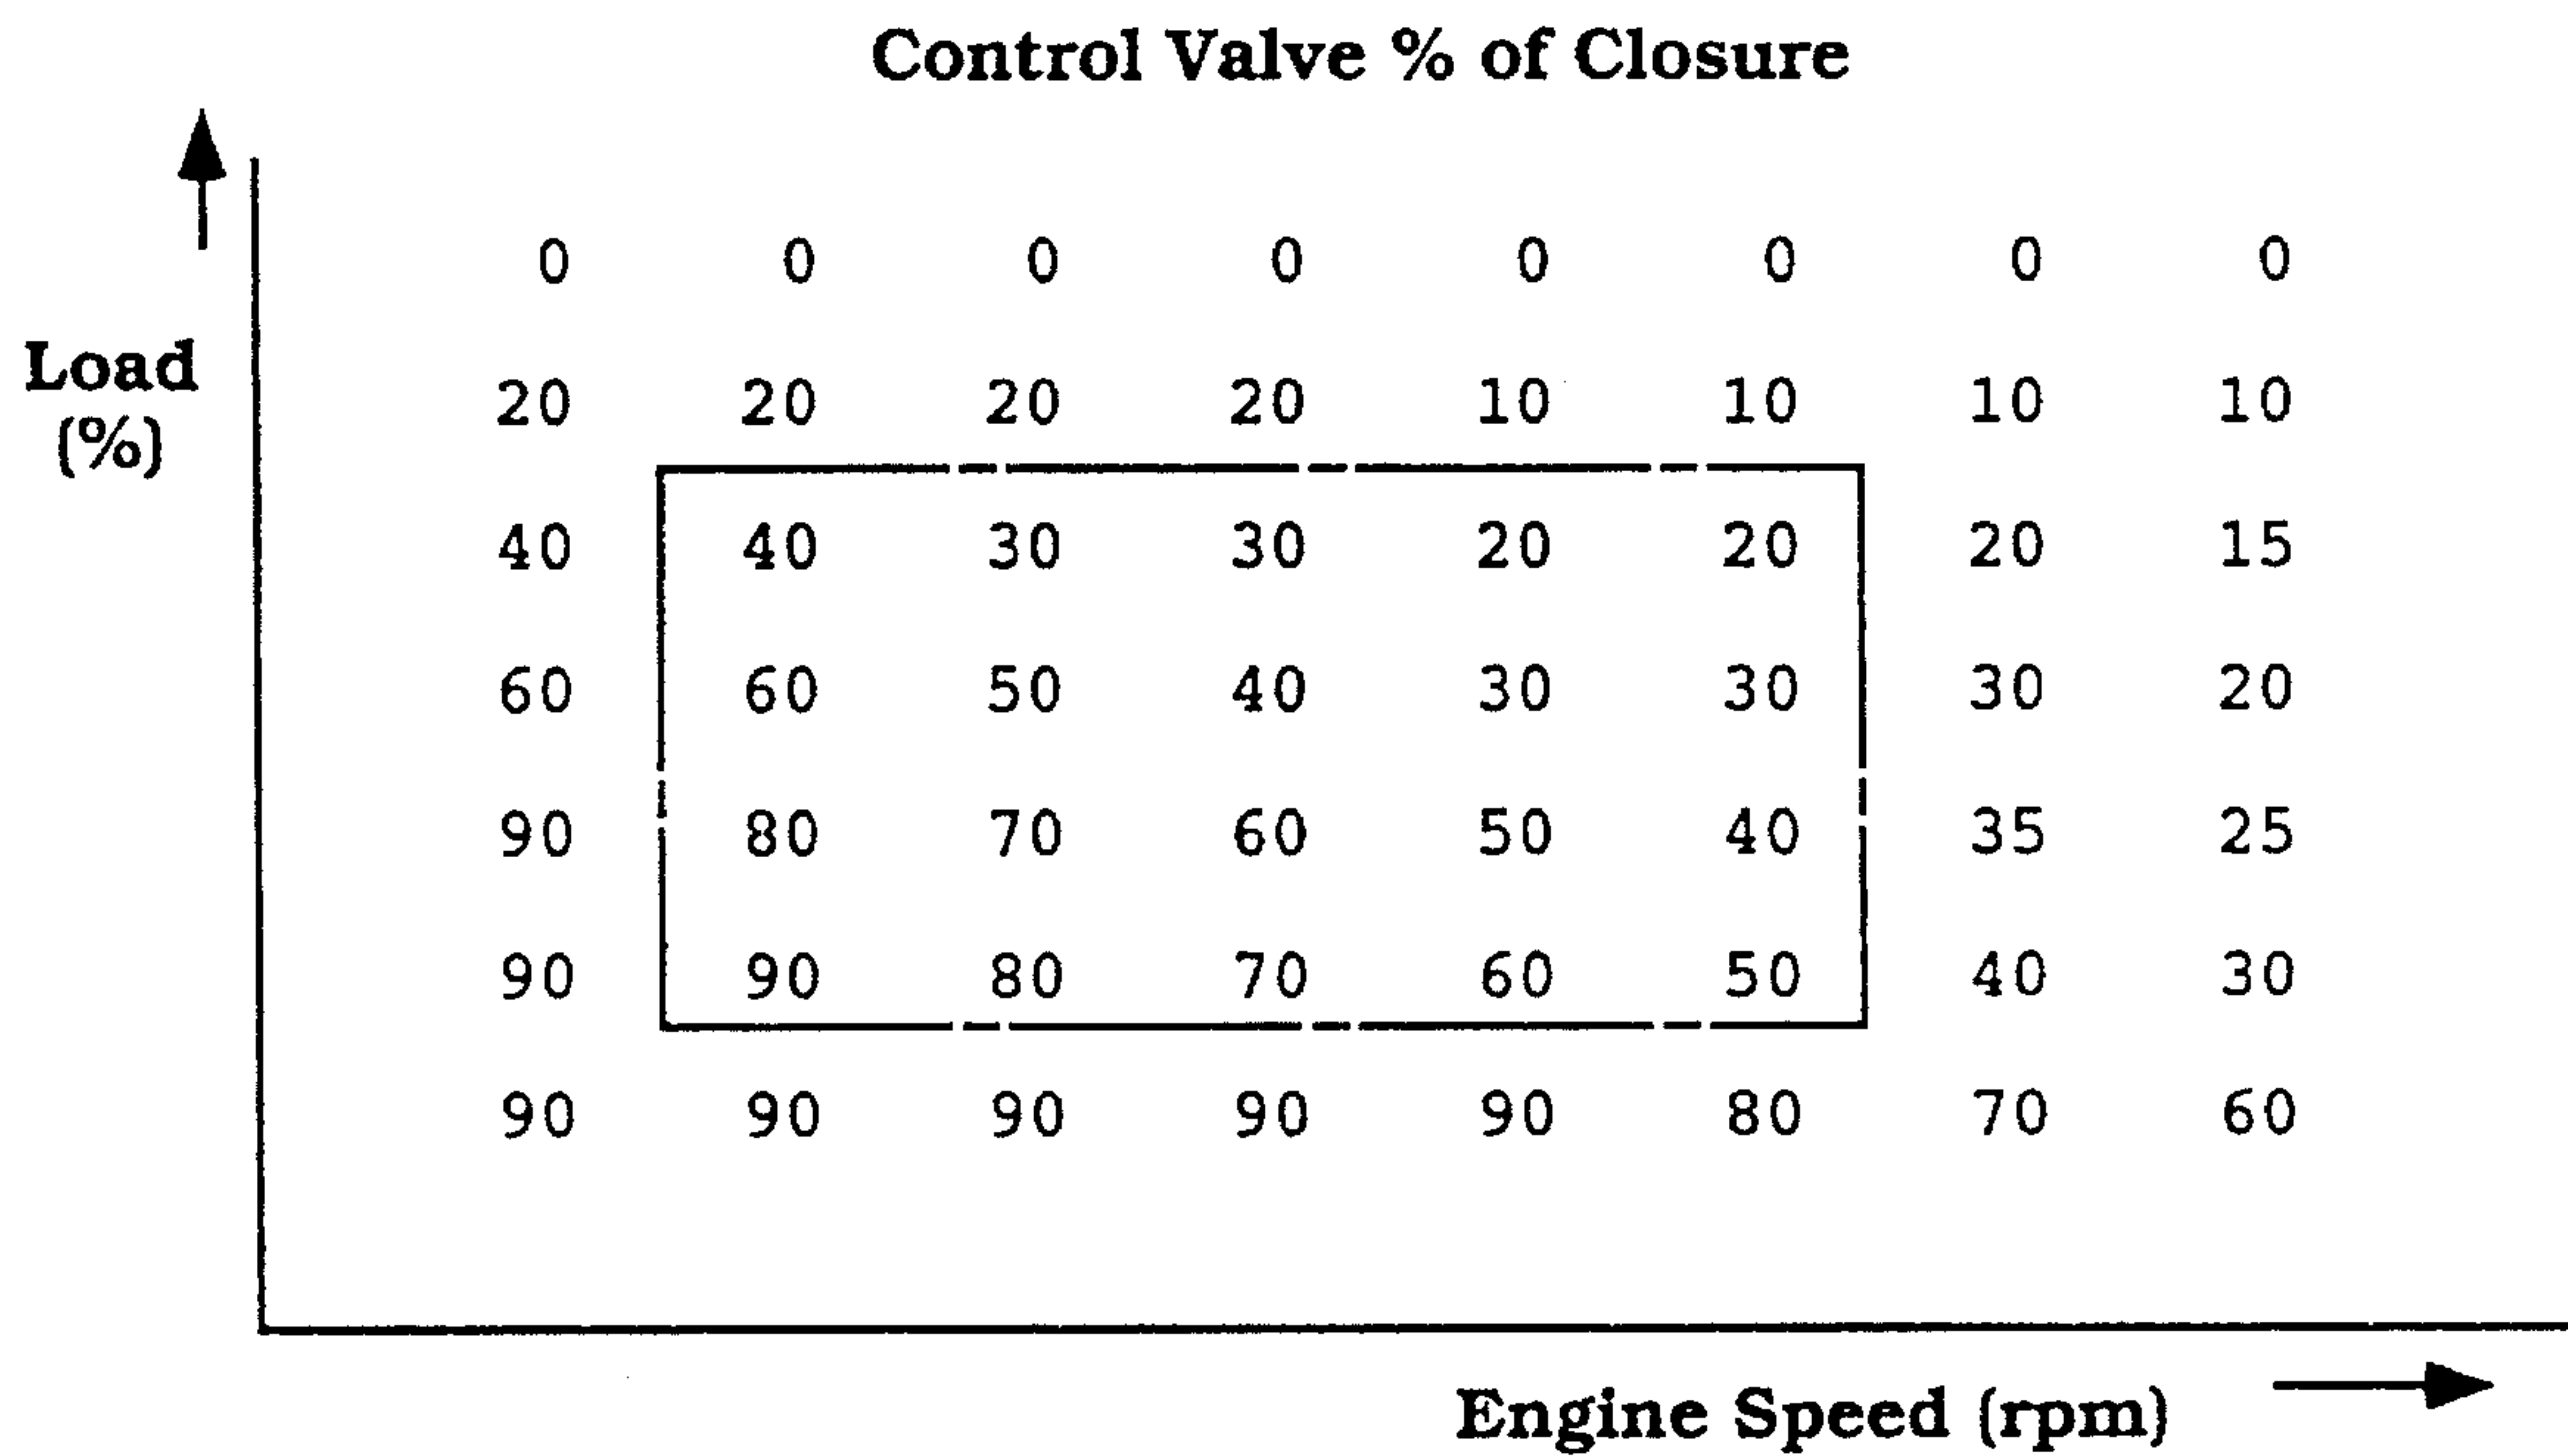 Control Valve % of Closure
0 0 0 0 0 0 0 0
Load
(%)
20 20 20 20 10 10 10 10
40 40 30 30 20 20 20 15
60 60 50 40 30 30 30 20
90 80 70 60 50 40 35 25
90 90 80 70 60 50 40 30
90 90 90 90 90 80 70 60
Engine Speed (rpm)